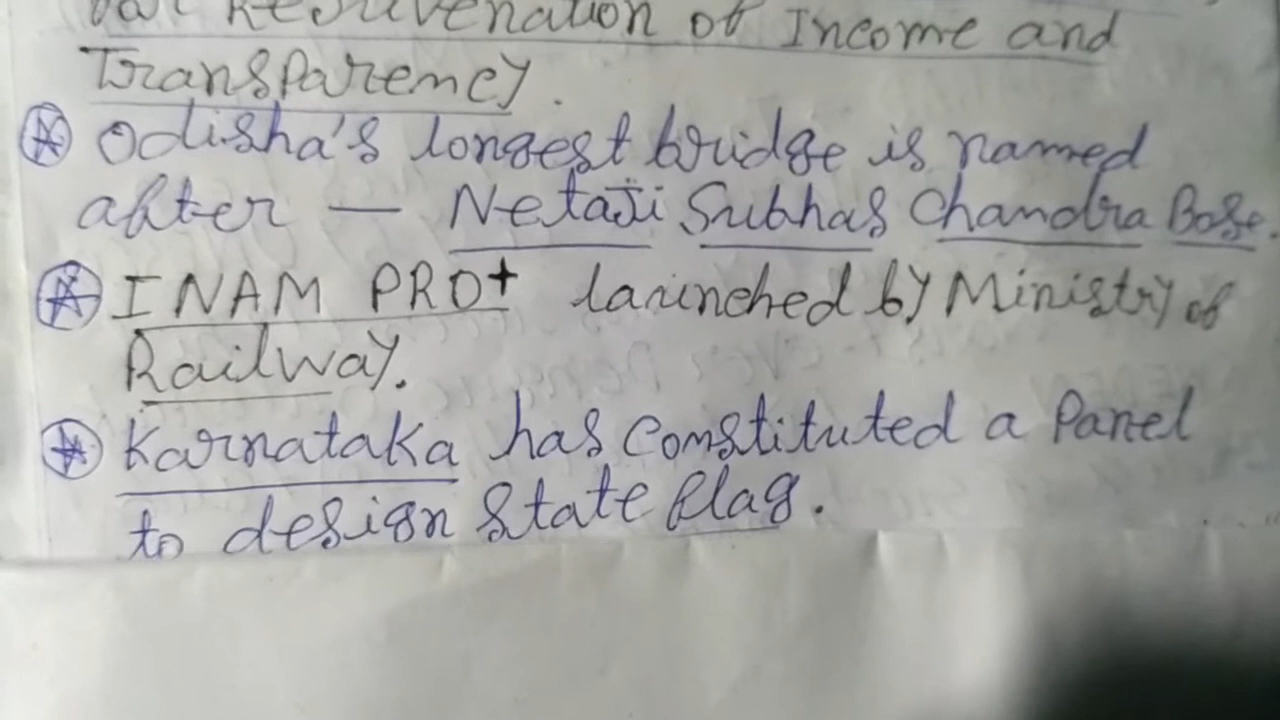 Rejuvenation of Income and
Transparency.
Odisha's longest bridge is named
after — Netaji Subhas Chandra Bose.
INAM PRO+ launched by Ministry of
Railway.
Karnataka has constituted a Panel
to design State flag.